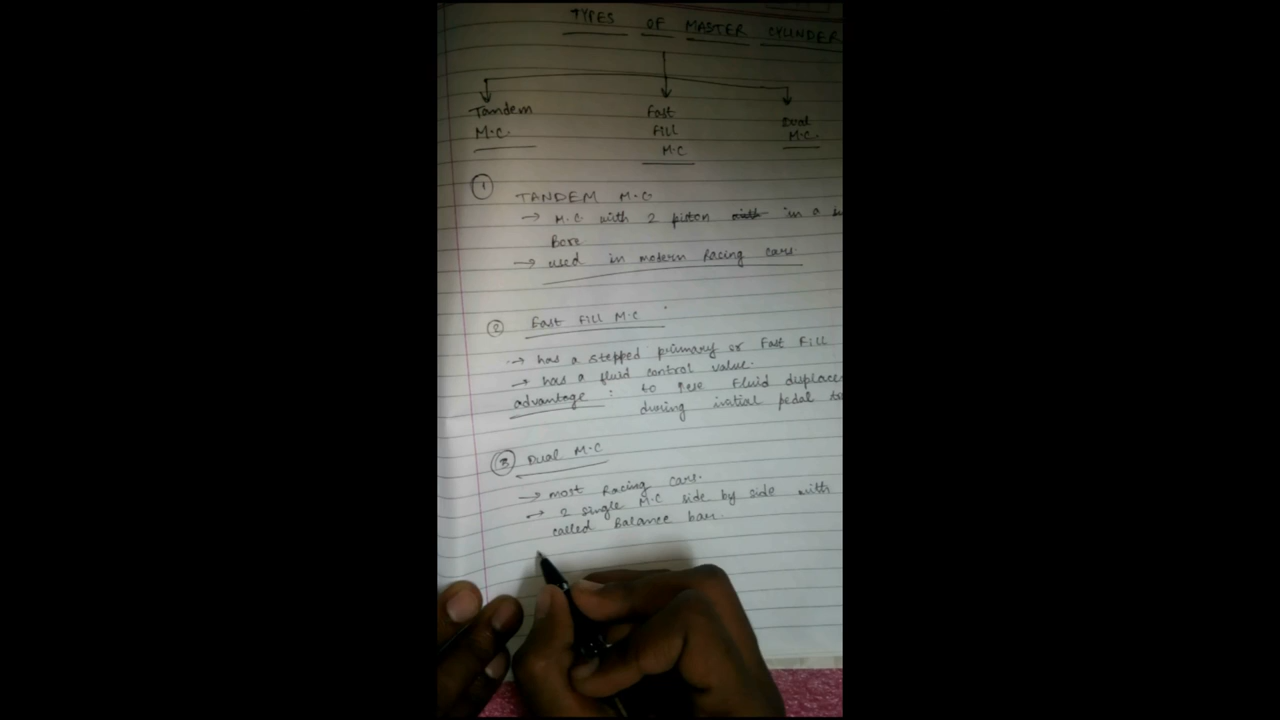 TYPES OF MASTER CYLINDER
Tandem Fast Dual
M.C. Fill M.C.
M.C
1
TANDEM M.C
→ M.C with 2 piston in a
Bore
→ used in modern Racing cars.
2 Fast Fill M.C
→ has a stepped primary or Fast Fill
→ has a fluid control valve.
advantage : to ↑ese Fluid displace
during initial pedal
3 Dual M.C
→ most Racing cars.
→ 2 single M.C side by side with
called Balance bar.